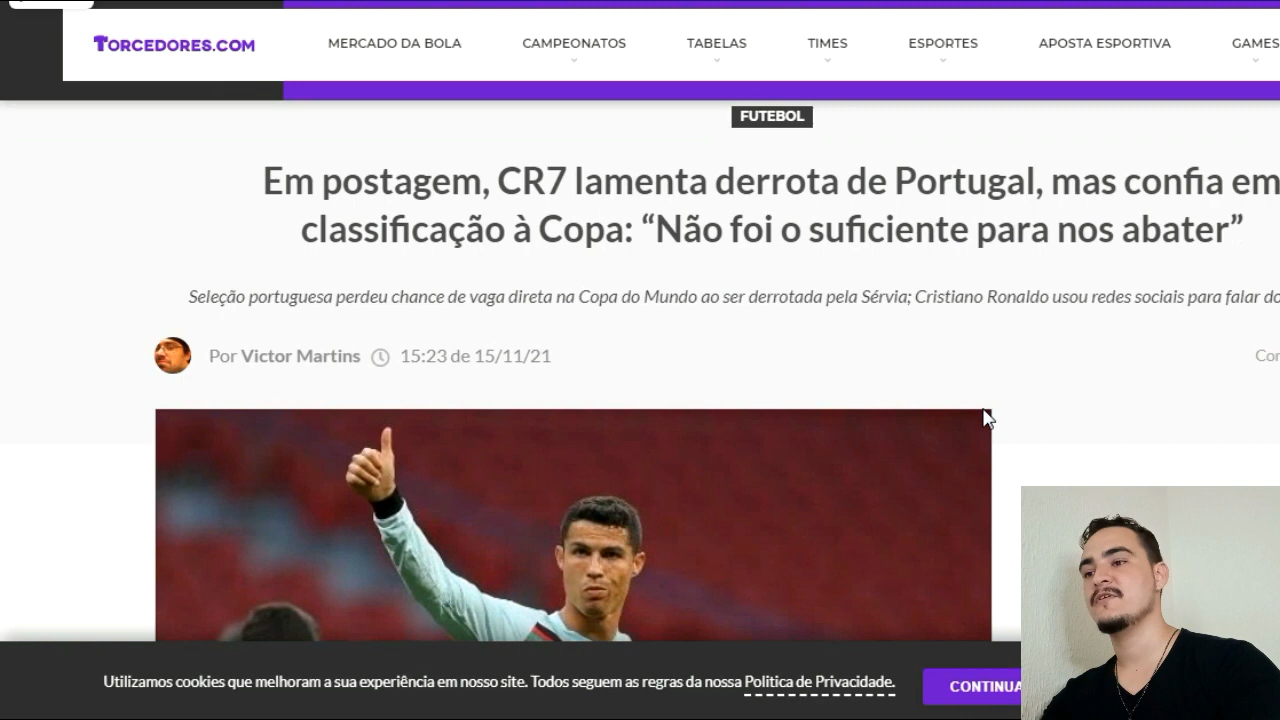 TORCEDORES.COM
MERCADO DA BOLA
CAMPEONATOS
TABELAS
TIMES
ESPORTES
APOSTA ESPORTIVA
GAMES
FUTEBOL
Em postagem, CR7 lamenta derrota de Portugal, mas confia em
classificação à Copa: “Não foi o suficiente para nos abater”
Seleção portuguesa perdeu chance de vaga direta na Copa do Mundo ao ser derrotada pela Sérvia; Cristiano Ronaldo usou redes sociais para falar
Por Victor Martins 15:23 de 15/11/21
Utilizamos cookies que melhoram a sua experiência em nosso site. Todos seguem as regras da nossa Politica de Privacidade.